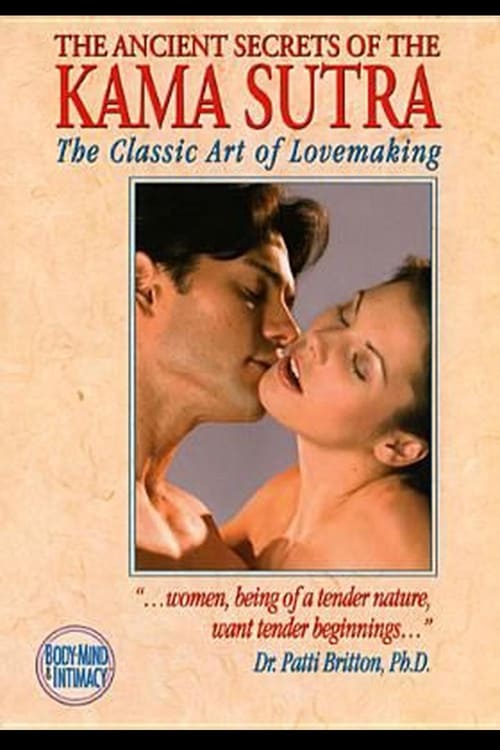 THE ANCIENT SECRETS OF THE
KAMA SUTRA
The Classic Art of Lovemaking
“...women, being of a tender nature,
want tender beginnings...”
Dr. Patti Britton, Ph.D.
BODY-MIND
& INTIMACY